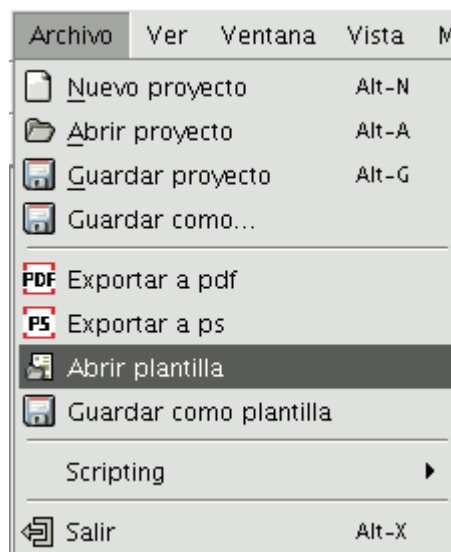 Archivo Ver Ventana Vista
Nuevo proyecto Alt-N
Abrir proyecto Alt-A
Guardar proyecto Alt-G
Guardar como...
PDF Exportar a pdf
PS Exportar a ps
Abrir plantilla
Guardar como plantilla
Scripting
Salir Alt-X